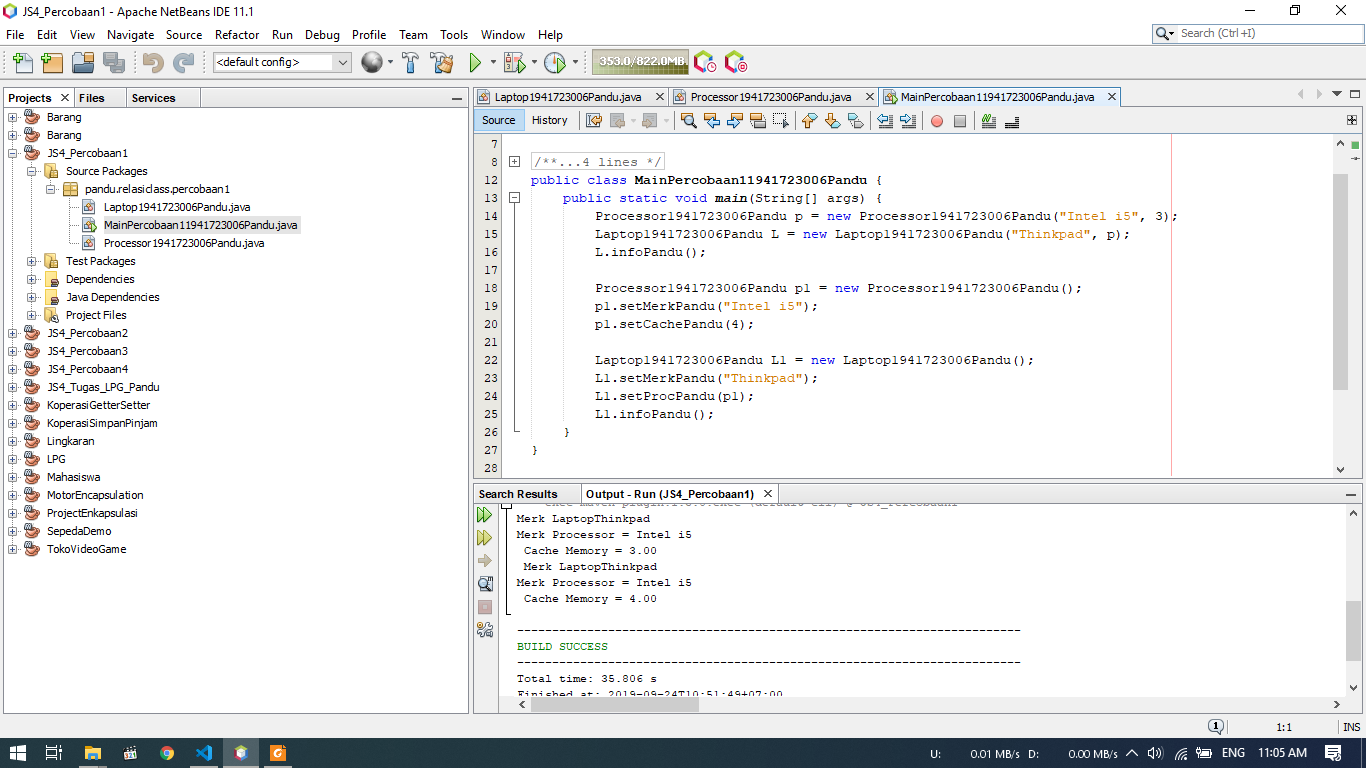 JS4_Percobaan1 - Apache NetBeans IDE 11.1
File Edit View Navigate Source Refactor Run Debug Profile Team Tools Window Help
Search (Ctrl+I)
<default config>
353.0/822.0MB
Projects Files Services
Barang
Barang
JS4_Percobaan1
Source Packages
pandu.relasiclass.percobaan1
Laptop1941723006Pandu.java
MainPercobaan11941723006Pandu.java
Processor1941723006Pandu.java
Test Packages
Dependencies
Java Dependencies
Project Files
JS4_Percobaan2
JS4_Percobaan3
JS4_Percobaan4
JS4_Tugas_LPG_Pandu
KoperasiGetterSetter
KoperasiSimpanPinjam
Lingkaran
LPG
Mahasiswa
MotorEncapsulation
ProjectEnkapsulasi
SepedaDemo
TokoVideoGame
Laptop1941723006Pandu.java Processor1941723006Pandu.java MainPercobaan11941723006Pandu.java
Source History
7
8 /**...4 lines */
12 public class MainPercobaan11941723006Pandu {
13 public static void main(String[] args) {
14 Processor1941723006Pandu p = new Processor1941723006Pandu("Intel i5", 3);
15 Laptop1941723006Pandu L = new Laptop1941723006Pandu("Thinkpad", p);
16 L.infoPandu();
17
18 Processor1941723006Pandu p1 = new Processor1941723006Pandu();
19 p1.setMerkPandu("Intel i5");
20 p1.setCachePandu(4);
21
22 Laptop1941723006Pandu L1 = new Laptop1941723006Pandu();
23 L1.setMerkPandu("Thinkpad");
24 L1.setProcPandu(p1);
25 L1.infoPandu();
26 }
27 }
28
Search Results Output - Run (JS4_Percobaan1)
Merk LaptopThinkpad
Merk Processor = Intel i5
Cache Memory = 3.00
Merk LaptopThinkpad
Merk Processor = Intel i5
Cache Memory = 4.00
------------------------------------------------------------------------
BUILD SUCCESS
------------------------------------------------------------------------
Total time: 35.806 s
Finished at: 2019-09-24T10:51:49+07:00
1 1:1 INS
U: 0.01 MB/s D: 0.00 MB/s ENG 11:05 AM